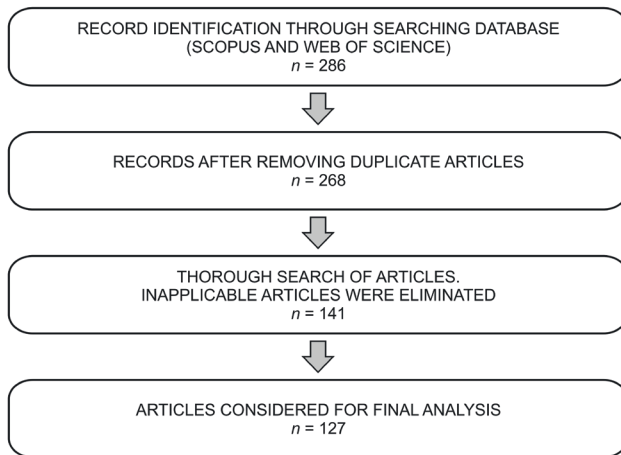 RECORD IDENTIFICATION THROUGH SEARCHING DATABASE
(SCOPUS AND WEB OF SCIENCE)
n = 286
RECORDS AFTER REMOVING DUPLICATE ARTICLES
n = 268
THOROUGH SEARCH OF ARTICLES.
INAPPLICABLE ARTICLES WERE ELIMINATED
n = 141
ARTICLES CONSIDERED FOR FINAL ANALYSIS
n = 127